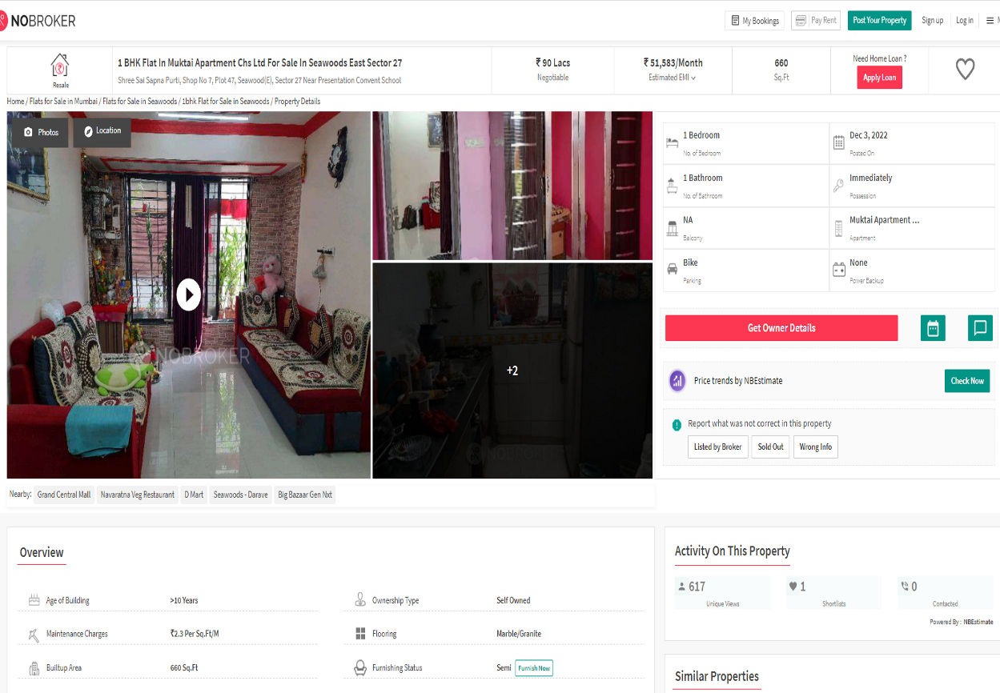 NOBROKER
My Bookings
Pay Rent
Post Your Property
Sign up
Log in
Resale
1 BHK Flat In Muktai Apartment Chs Ltd For Sale In Seawoods East Sector 27
Shree Sai Sapna Purti, Shop No 7, Plot 47, Seawood(E), Sector 27 Near Presentation Convent School
₹ 90 Lacs
Negotiable
₹ 51,583/Month
Estimated EMI
660
Sq.Ft
Need Home Loan ?
Apply Loan
Home / Flats for Sale in Mumbai / Flats for Sale in Seawoods / 1bhk Flat for Sale in Seawoods / Property Details
Photos
Location
NOBROKER
+2
NOBROKER
1 Bedroom
No. of Bedroom
Dec 3, 2022
Posted On
1 Bathroom
No. of Bathroom
Immediately
Possession
NA
Balcony
Muktai Apartment ...
Apartment
Bike
Parking
None
Power Backup
Get Owner Details
Price trends by NBEstimate
Check Now
Report what was not correct in this property
Listed by Broker
Sold Out
Wrong Info
Nearby:
Grand Central Mall
Navaratna Veg Restaurant
D Mart
Seawoods - Darave
Big Bazaar Gen Nxt
Overview
Age of Building
>10 Years
Ownership Type
Self Owned
Maintenance Charges
₹2.3 Per Sq.Ft/M
Flooring
Marble/Granite
Builtup Area
660 Sq.Ft
Furnishing Status
Semi
Furnish Now
Activity On This Property
617
Unique Views
1
Shortlists
0
Contacted
Powered By : NBEstimate
Similar Properties